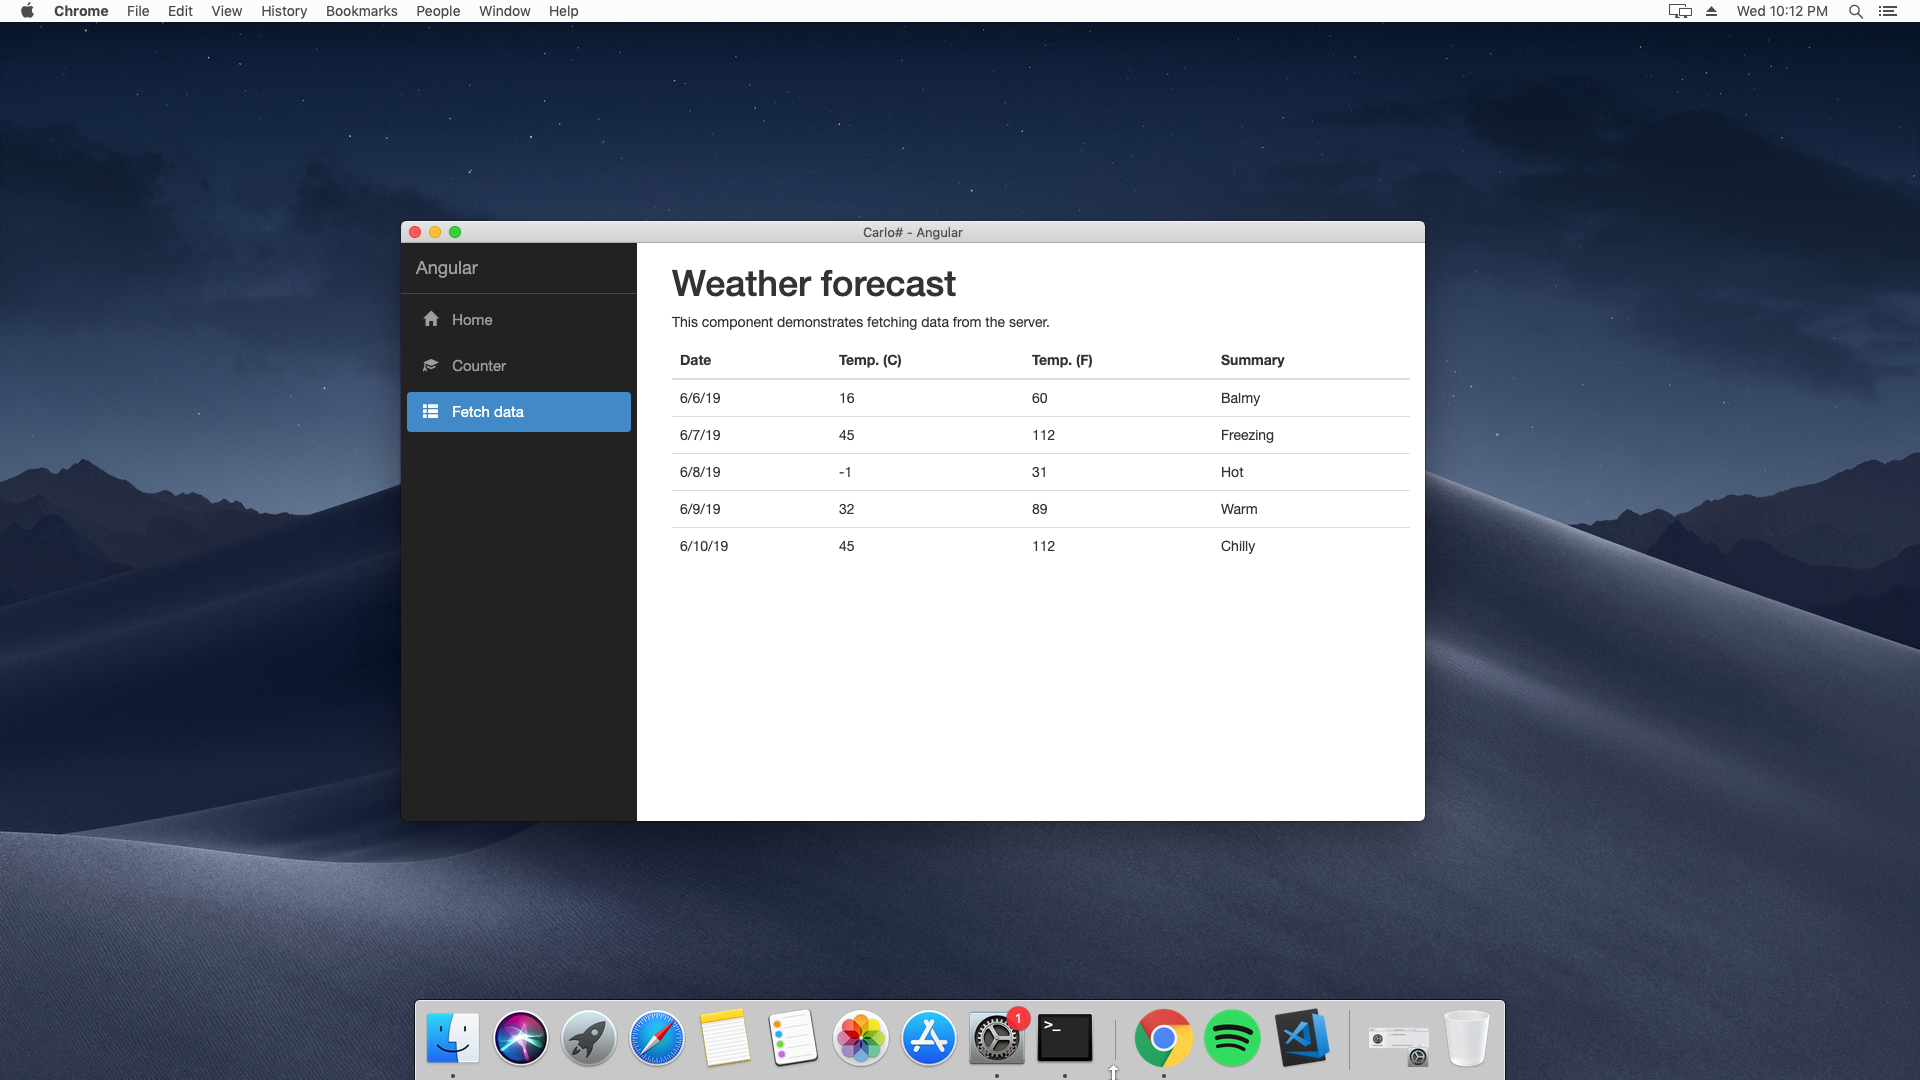 Chrome File Edit View History Bookmarks People Window Help Wed 10:12 PM
Carlo# - Angular
Angular
Home
Counter
Fetch data
Weather forecast
This component demonstrates fetching data from the server.
Date Temp. (C) Temp. (F) Summary
6/6/19 16 60 Balmy
6/7/19 45 112 Freezing
6/8/19 -1 31 Hot
6/9/19 32 89 Warm
6/10/19 45 112 Chilly
1
>_